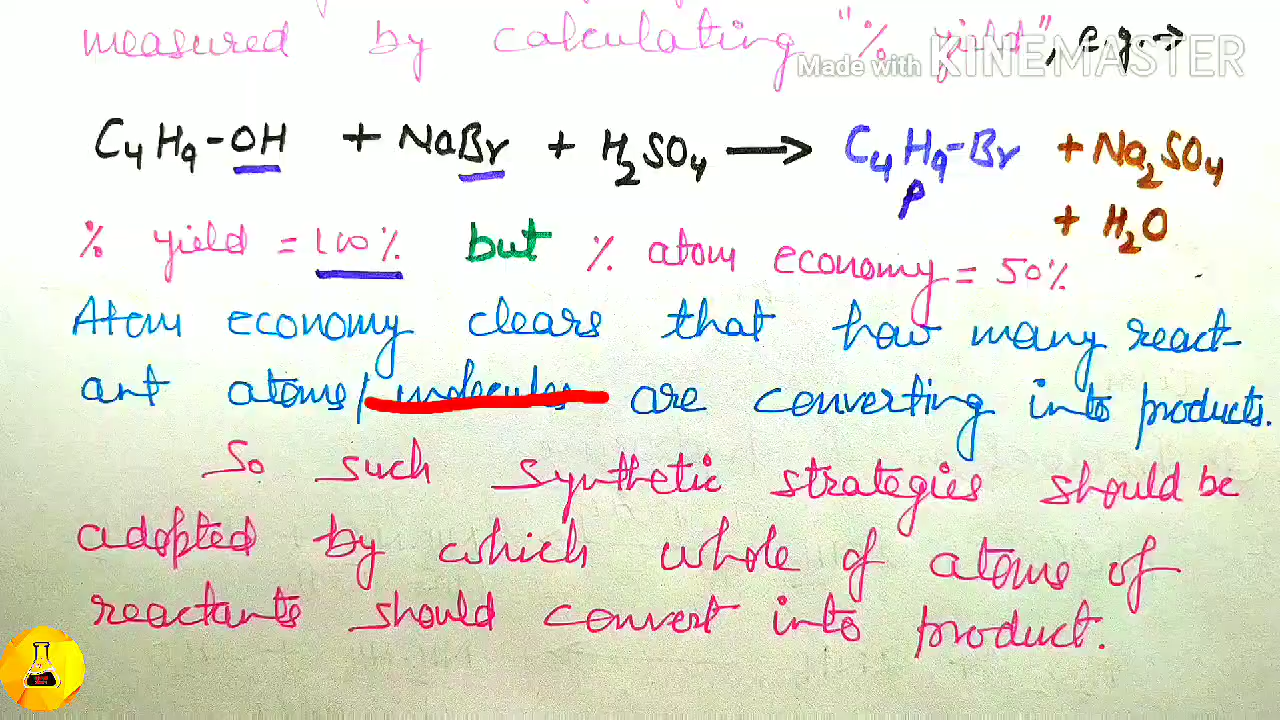 measured by calculating "% yield", e.g. →
Made with KINEMASTER
C₄H₉-OH + NaBr + H₂SO₄ ⟶ C₄H₉-Br + Na₂SO₄
P
+ H₂O
% yield = 100% but % atom economy = 50%
Atom economy clears that how many react-
ant atoms/molecules are converting into products.
So such synthetic strategies should be
adopted by which whole of atoms of
reactants should convert into product.